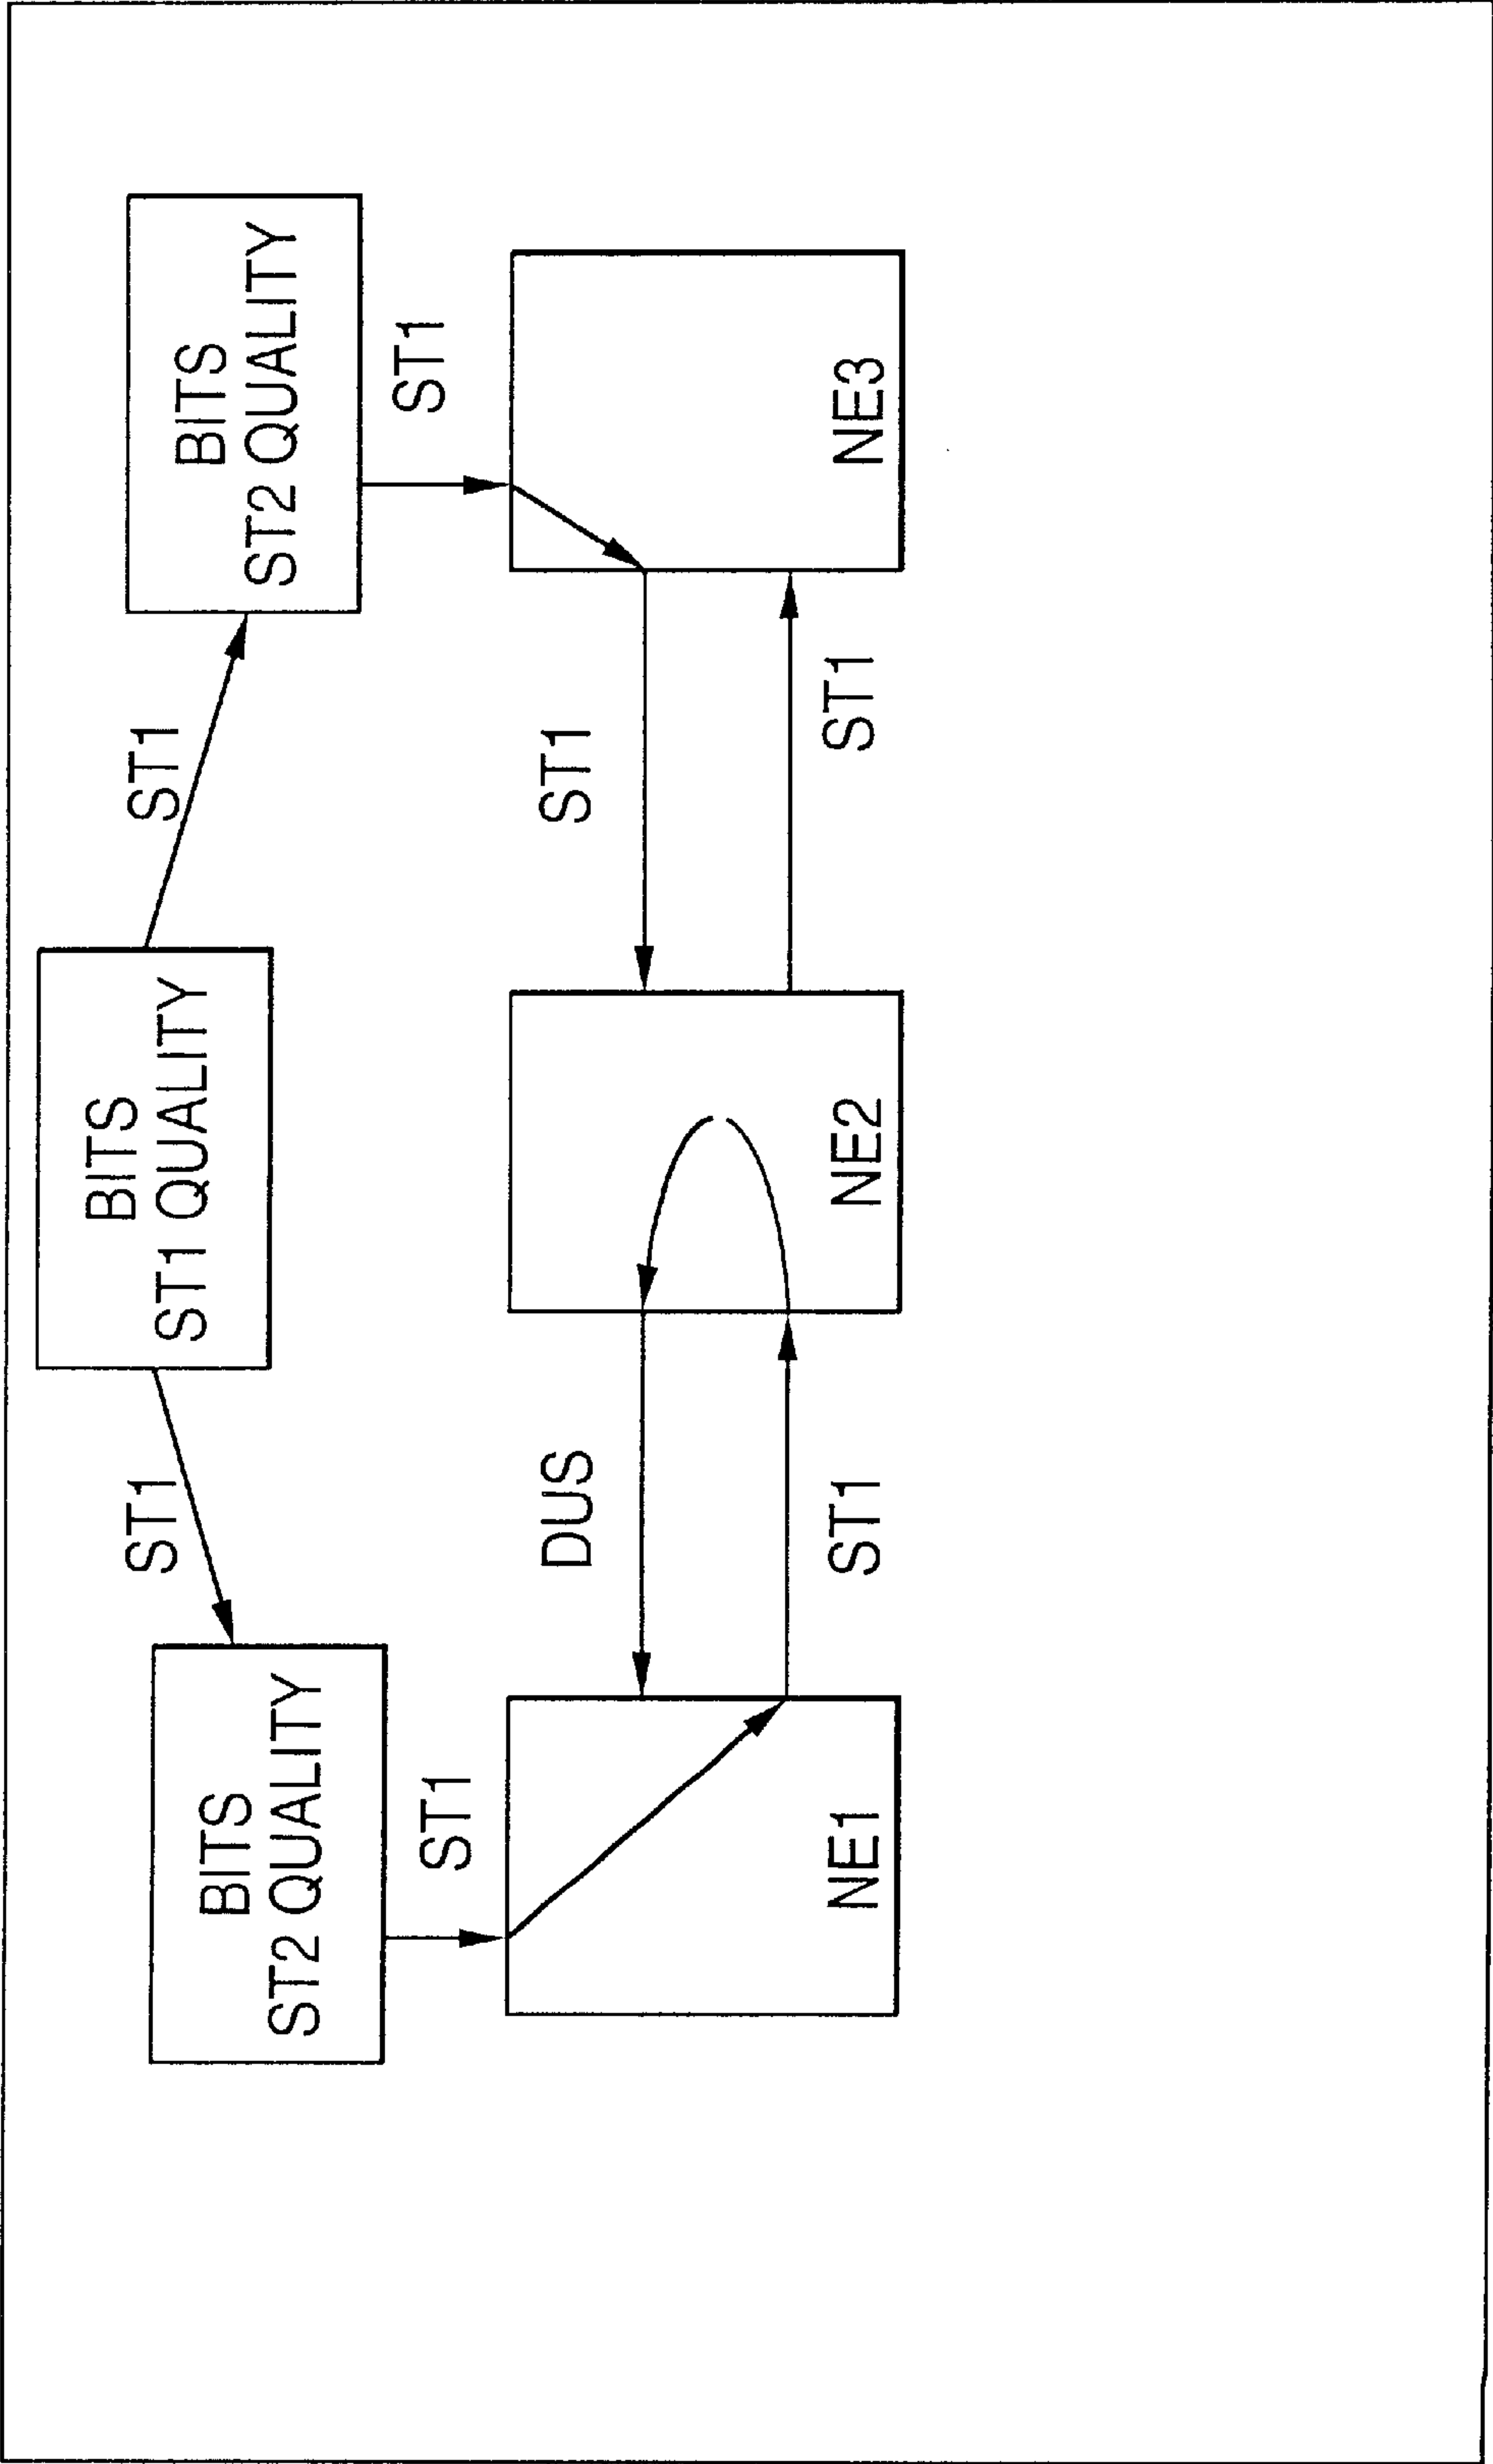 BITS
ST1 QUALITY
ST1
ST1
BITS
ST2 QUALITY
BITS
ST2 QUALITY
ST1
ST1
DUS
ST1
ST1
ST1
NE1
NE2
NE3